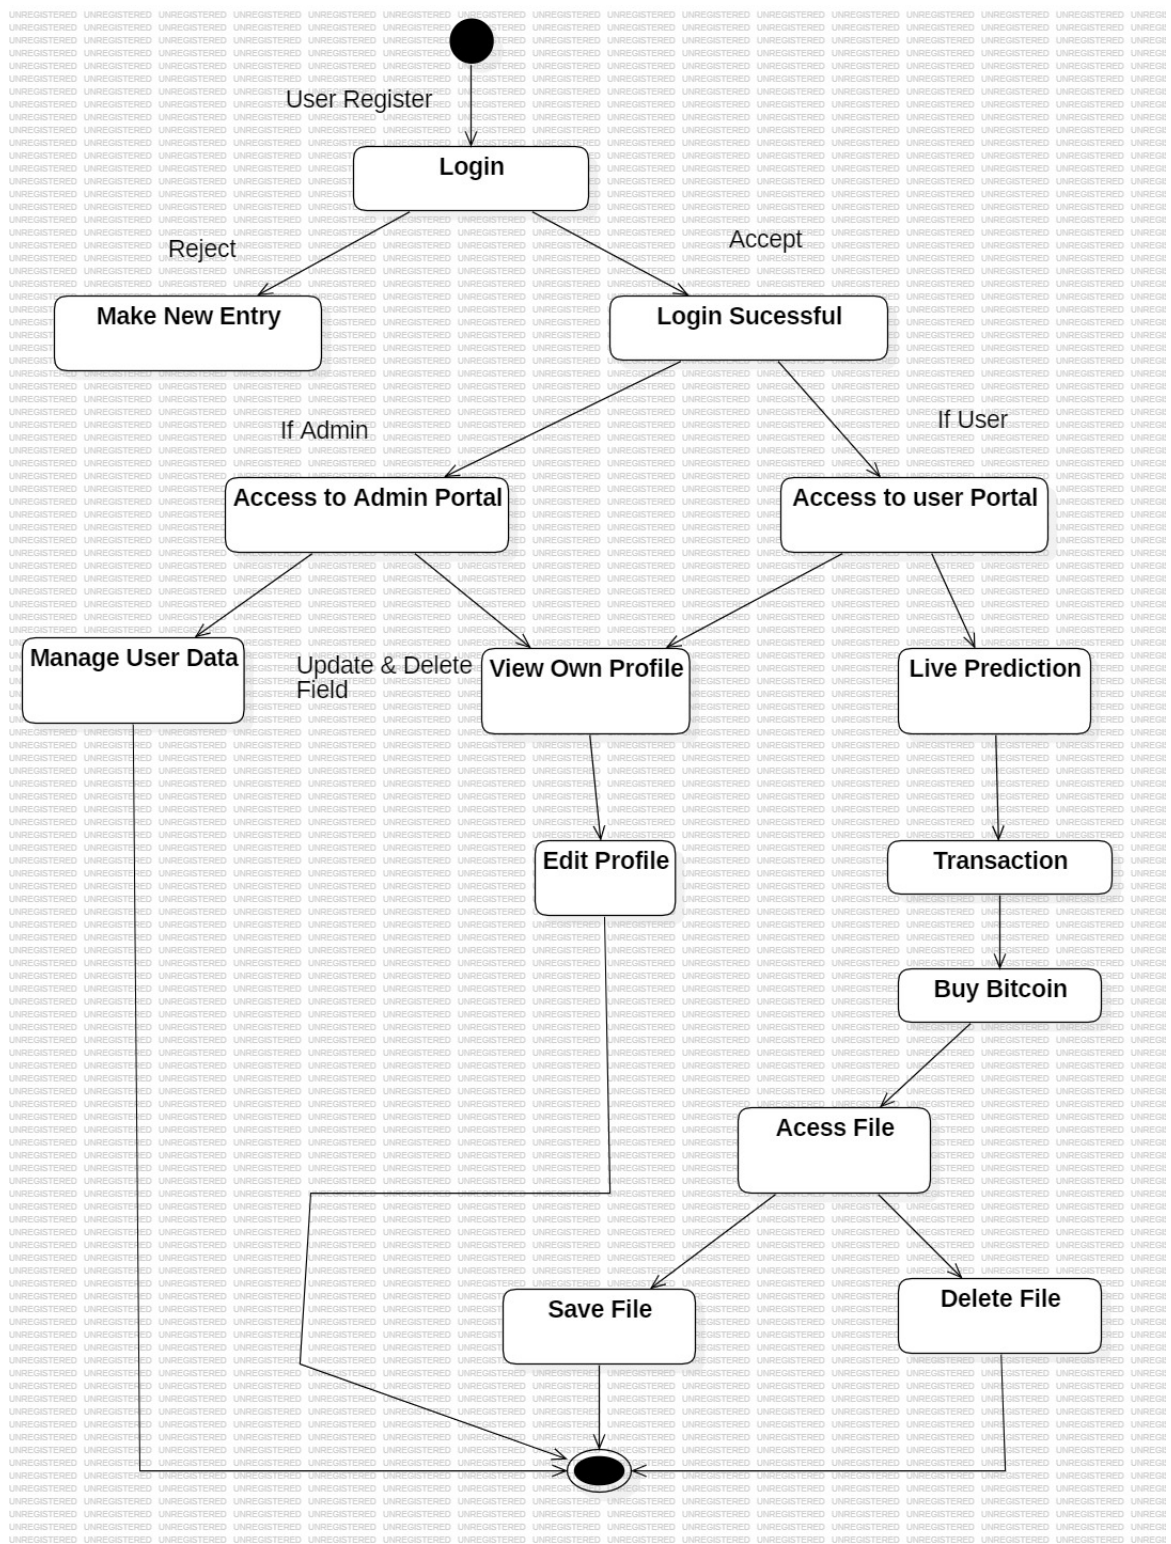 User Register
Login
Reject
Accept
Make New Entry
Login Sucessful
If Admin
If User
Access to Admin Portal
Access to user Portal
Manage User Data
Update & Delete
Field
View Own Profile
Live Prediction
Edit Profile
Transaction
Buy Bitcoin
Acess File
Save File
Delete File
UNREGISTERED